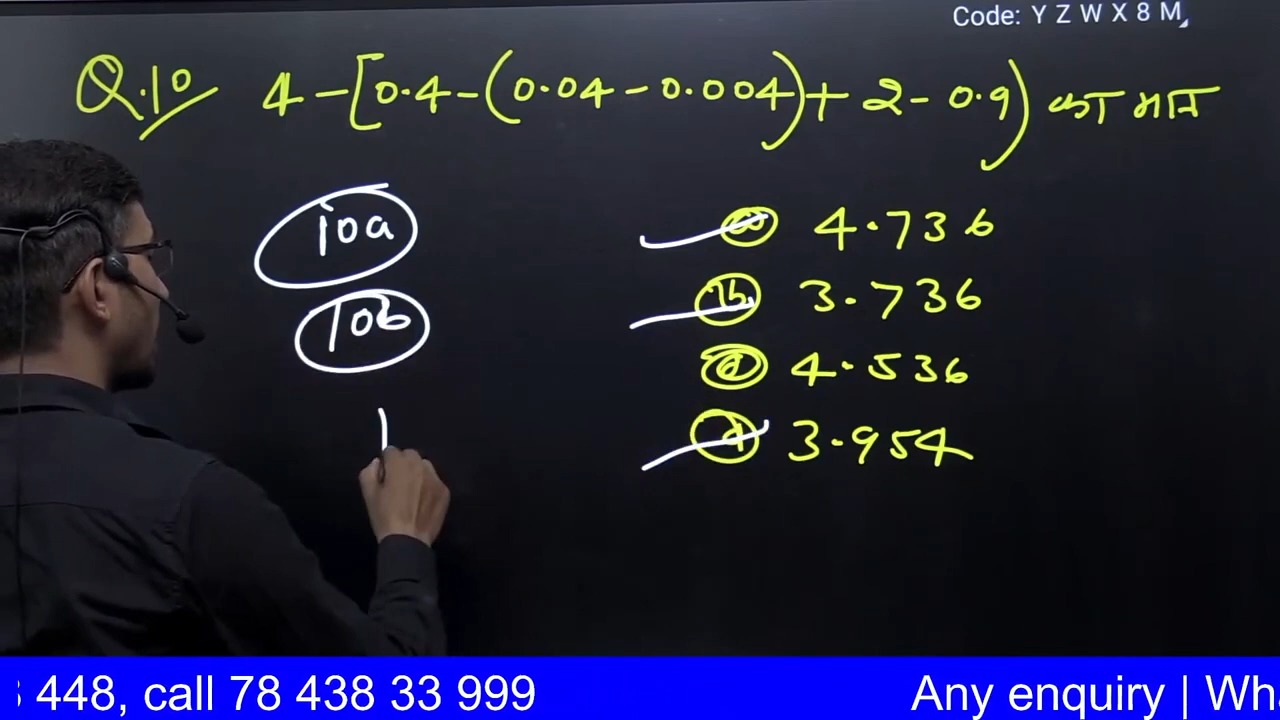 Code: Y Z W X 8 M
Q.10 4 - [0.4 - (0.04 - 0.004) + 2 - 0.9) का मान
10a
(a) 4.736
10b
(b) 3.736
4.536
(d) 3.954
448, call 78 438 33 999 Any enquiry | Wh